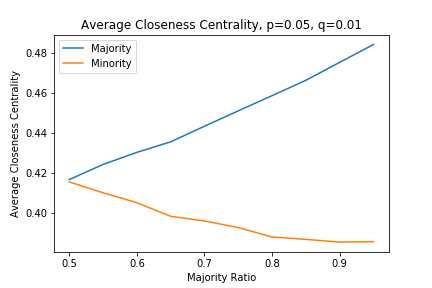 Average Closeness Centrality, p=0.05, q=0.01
Majority
Minority
Average Closeness Centrality
0.48
0.46
0.44
0.42
0.40
0.5 0.6 0.7 0.8 0.9
Majority Ratio